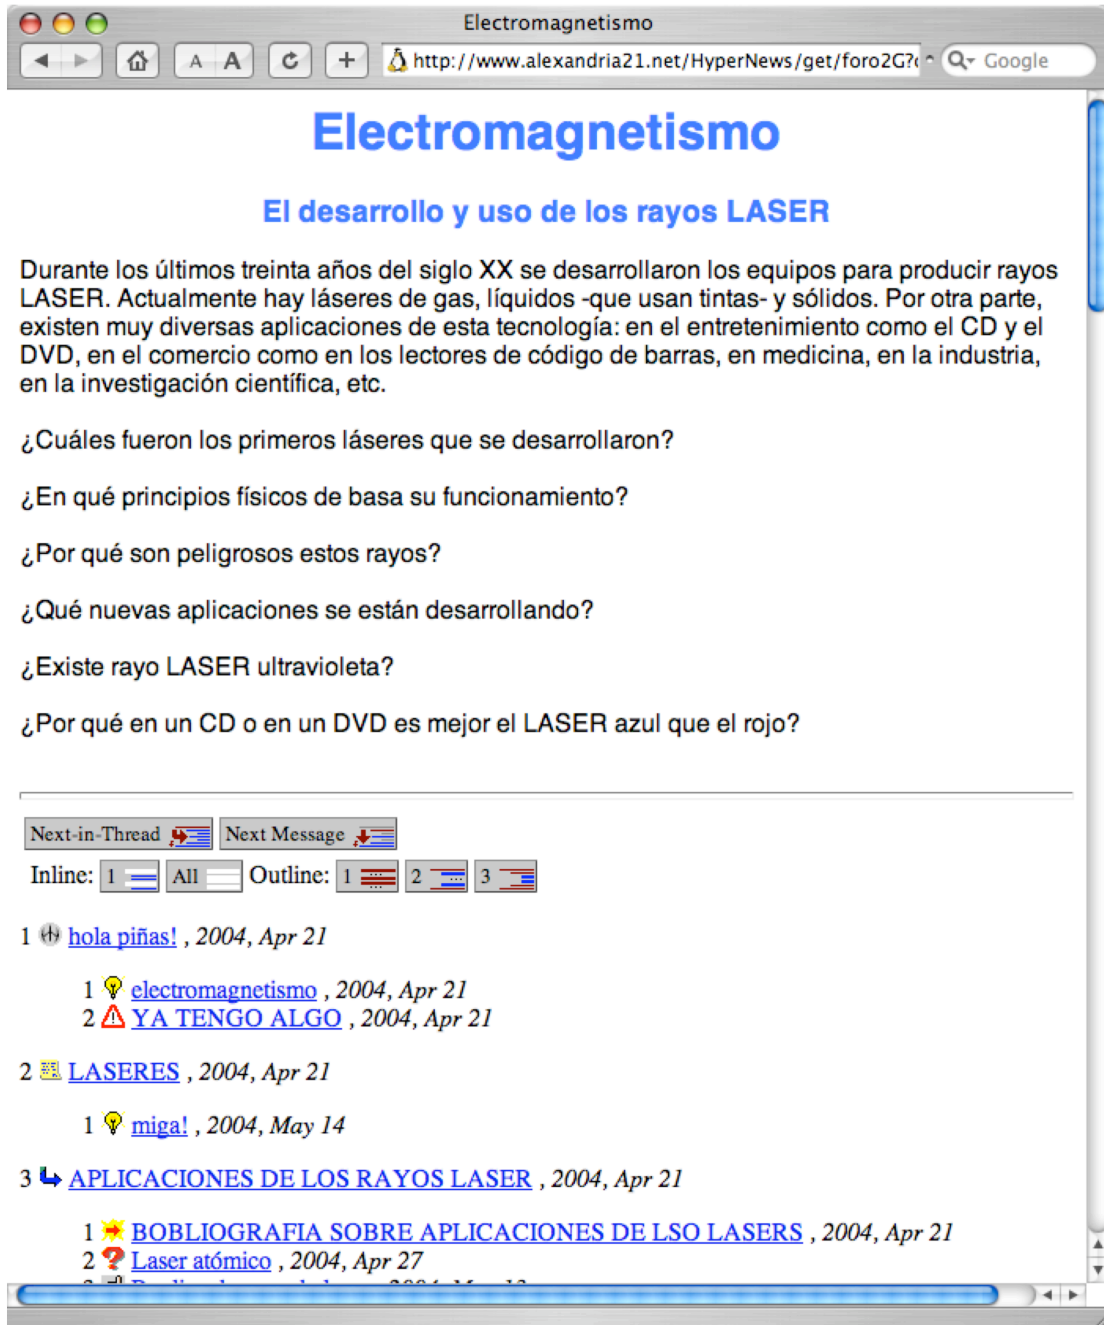 Electromagnetismo
A A + http://www.alexandria21.net/HyperNews/get/foro2G? Google
Electromagnetismo
El desarrollo y uso de los rayos LASER
Durante los últimos treinta años del siglo XX se desarrollaron los equipos para producir rayos
LASER. Actualmente hay láseres de gas, líquidos -que usan tintas- y sólidos. Por otra parte,
existen muy diversas aplicaciones de esta tecnología: en el entretenimiento como el CD y el
DVD, en el comercio como en los lectores de código de barras, en medicina, en la industria,
en la investigación científica, etc.
¿Cuáles fueron los primeros láseres que se desarrollaron?
¿En qué principios físicos de basa su funcionamiento?
¿Por qué son peligrosos estos rayos?
¿Qué nuevas aplicaciones se están desarrollando?
¿Existe rayo LASER ultravioleta?
¿Por qué en un CD o en un DVD es mejor el LASER azul que el rojo?
Next-in-Thread Next Message
Inline: 1 All Outline: 1 2 3
1 hola piñas! , 2004, Apr 21
1 electromagnetismo , 2004, Apr 21
2 YA TENGO ALGO , 2004, Apr 21
2 LASERES , 2004, Apr 21
1 miga! , 2004, May 14
3 APLICACIONES DE LOS RAYOS LASER , 2004, Apr 21
1 BOBLIOGRAFIA SOBRE APLICACIONES DE LSO LASERS , 2004, Apr 21
2 Laser atómico , 2004, Apr 27